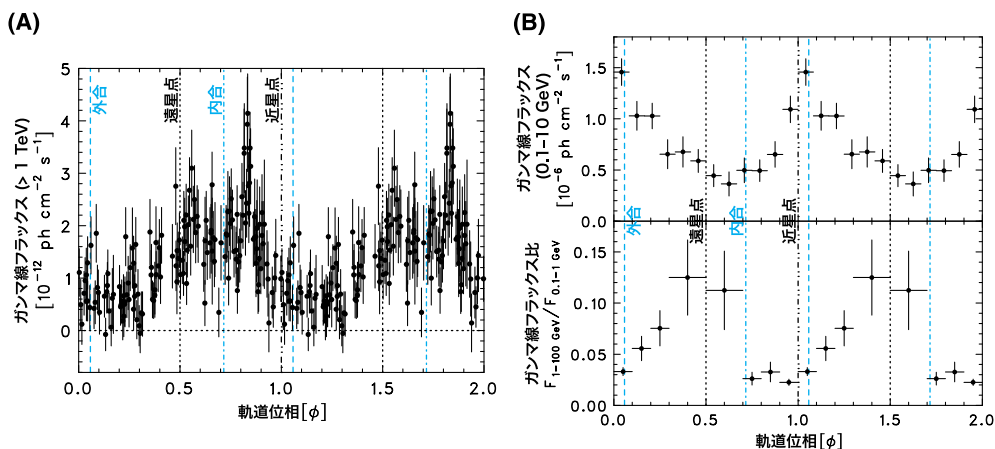 (A)
ガンマ線フラックス (> 1 TeV)
[10−12 ph cm−2 s−1]
5
4
3
2
1
0
外合
遠星点
内合
近星点
0.0 0.5 1.0 1.5 2.0
軌道位相[ϕ]
(B)
ガンマ線フラックス
(0.1–10 GeV)
[10−6 ph cm−2 s−1]
1.5
1.0
0.5
0.0
外合
遠星点
内合
近星点
ガンマ線フラックス比
F1–100 GeV/F0.1–1 GeV
0.15
0.10
0.05
0.00
0.0 0.5 1.0 1.5 2.0
軌道位相[ϕ]